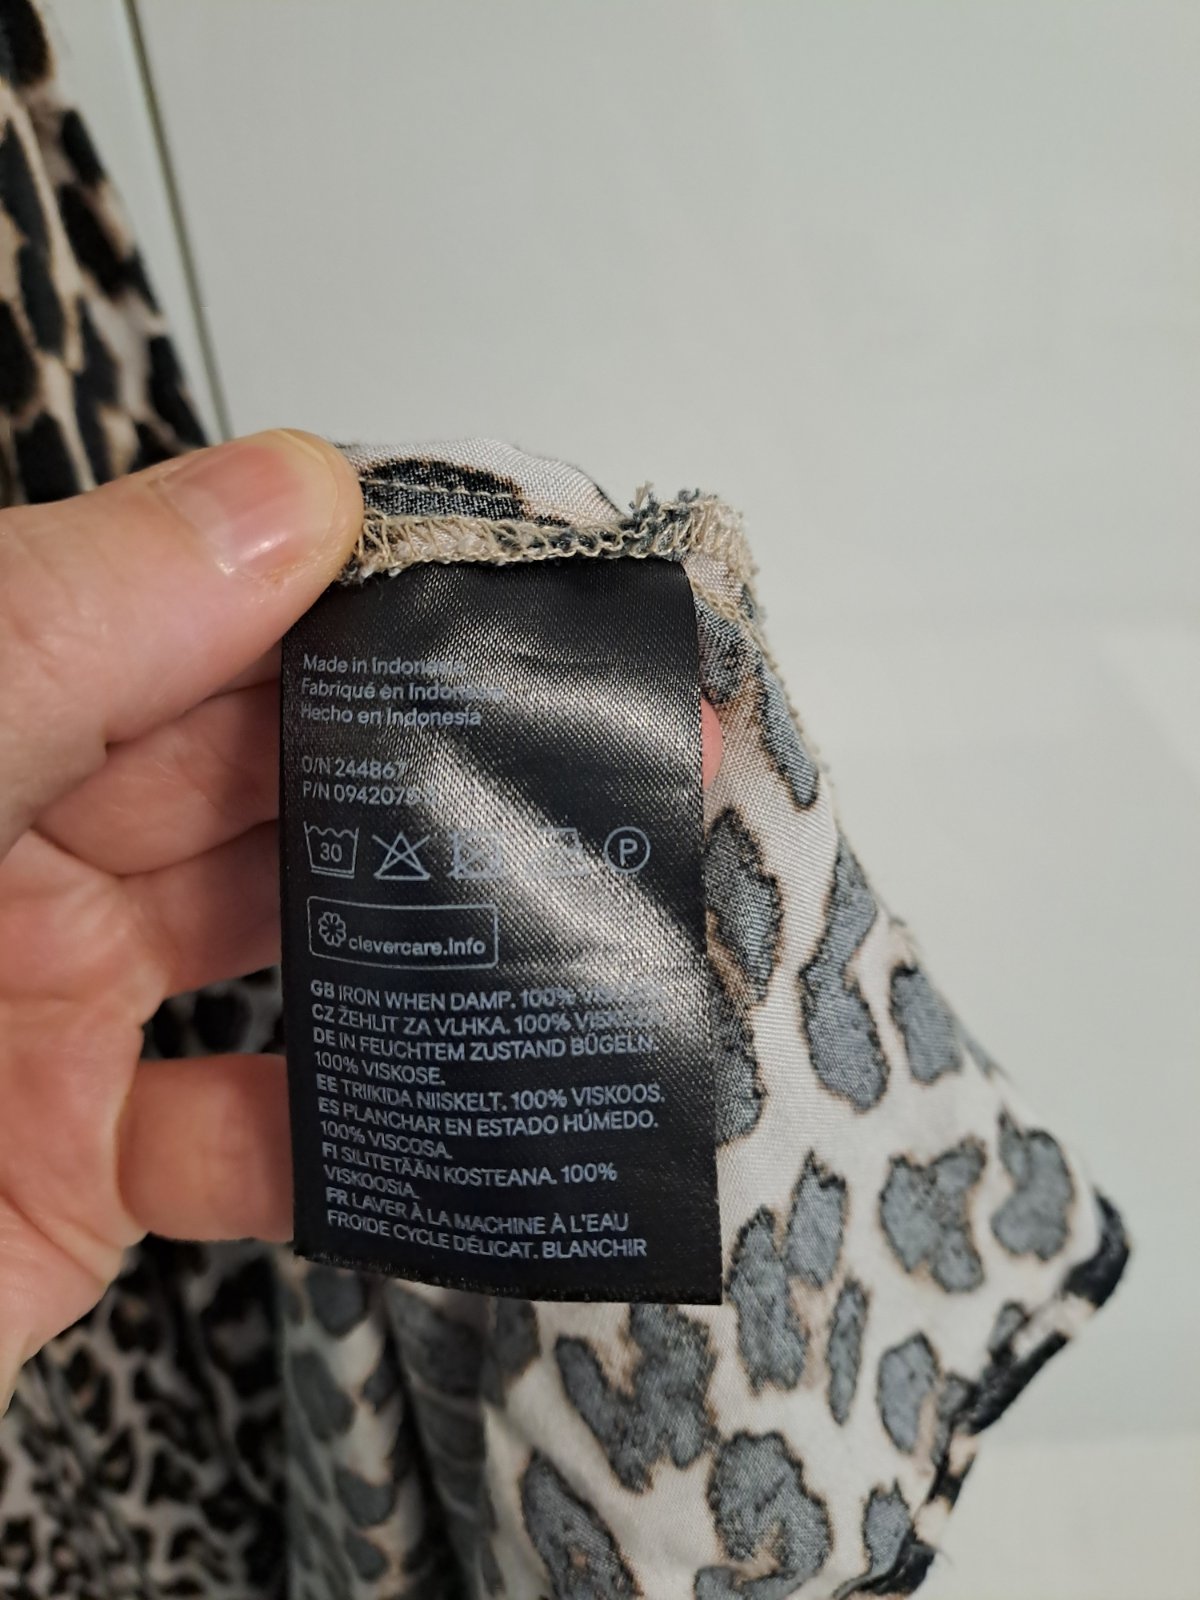 Made in Indonesia
Fabriqué en Indonesia
Hecho en Indonesia
O/N 244867
P/N
30
P
clevercare.info
GB IRON WHEN DAMP. 100%
CZ ŽEHLIT ZA VLHKA. 100%
DE IN FEUCHTEM ZUSTAND BÜGELN.
100% VISKOSE.
EE TRIIKIDA NIISKELT. 100% VISKOOS.
ES PLANCHAR EN ESTADO HÚMEDO.
100% VISCOSA.
FI SILITETÄÄN KOSTEANA. 100%
VISKOOSIA.
FR LAVER À LA MACHINE À L'EAU
FROIDE CYCLE DÉLICAT. BLANCHIR